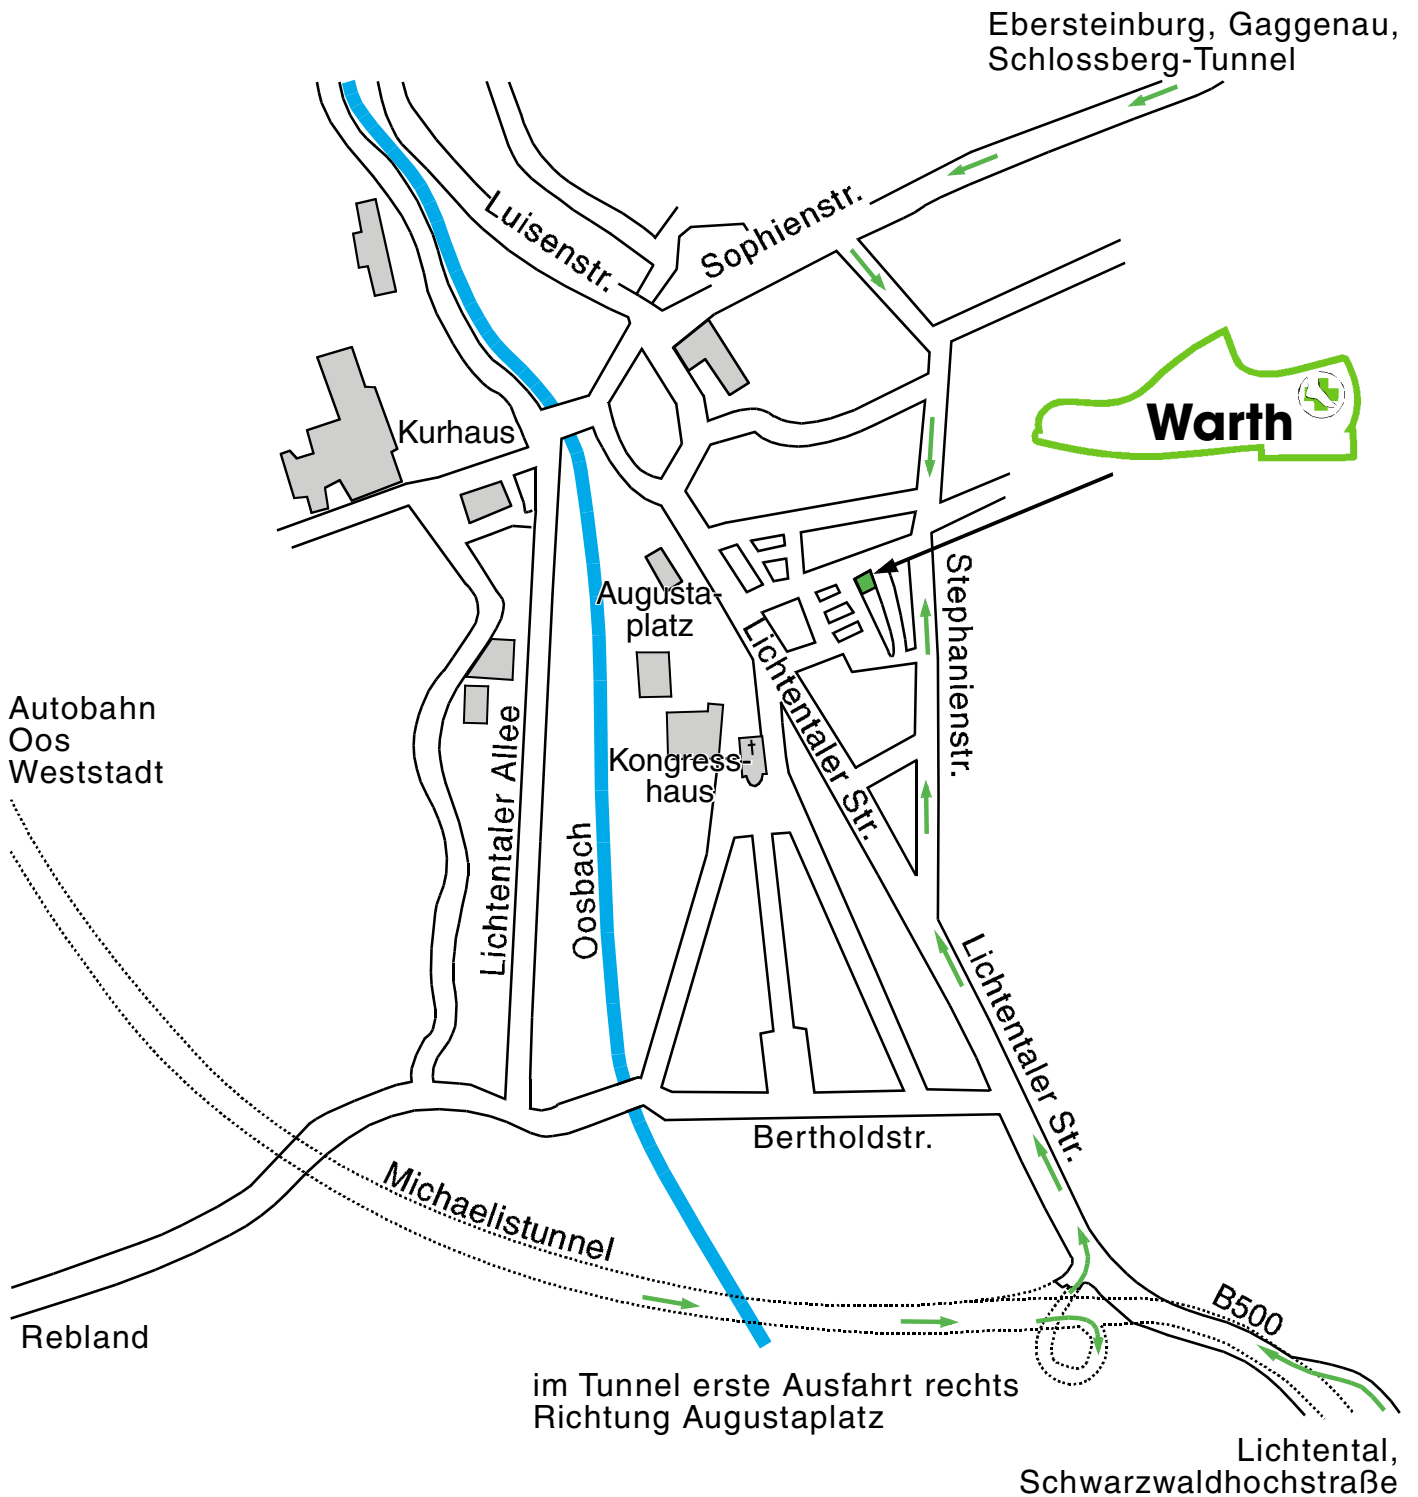 Ebersteinburg, Gaggenau,
Schlossberg-Tunnel
Luisenstr.
Sophienstr.
Kurhaus
Warth
Augusta-
platz
Stephanienstr.
Lichtentaler Str.
Autobahn
Oos
Weststadt
Kongress-
haus
Lichtentaler Allee
Oosbach
Lichtentaler Str.
Bertholdstr.
Michaelistunnel
Rebland
B500
im Tunnel erste Ausfahrt rechts
Richtung Augustaplatz
Lichtental,
Schwarzwaldhochstraße